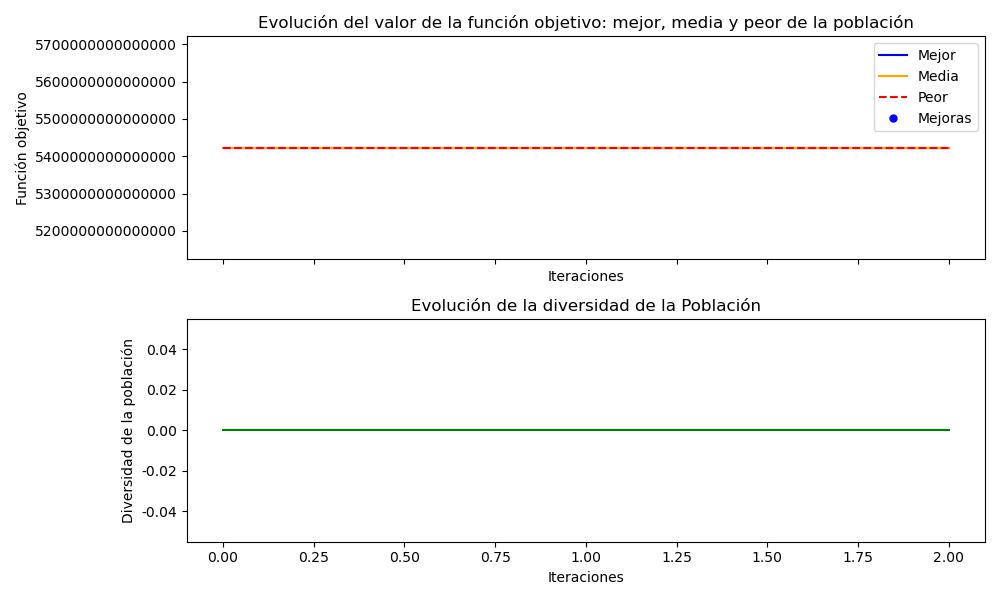 Evolución del valor de la función objetivo: mejor, media y peor de la población
Función objetivo
5700000000000000
5600000000000000
5500000000000000
5400000000000000
5300000000000000
5200000000000000
Mejor
Media
Peor
Mejoras
Iteraciones
Evolución de la diversidad de la Población
Diversidad de la población
0.04
0.02
0.00
-0.02
-0.04
0.00 0.25 0.50 0.75 1.00 1.25 1.50 1.75 2.00
Iteraciones